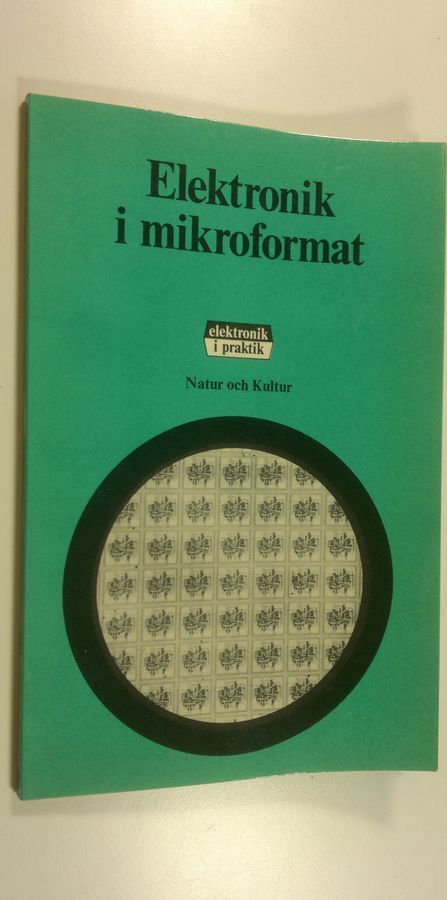 Elektronik
i mikroformat
elektronik
i praktik
Natur och Kultur